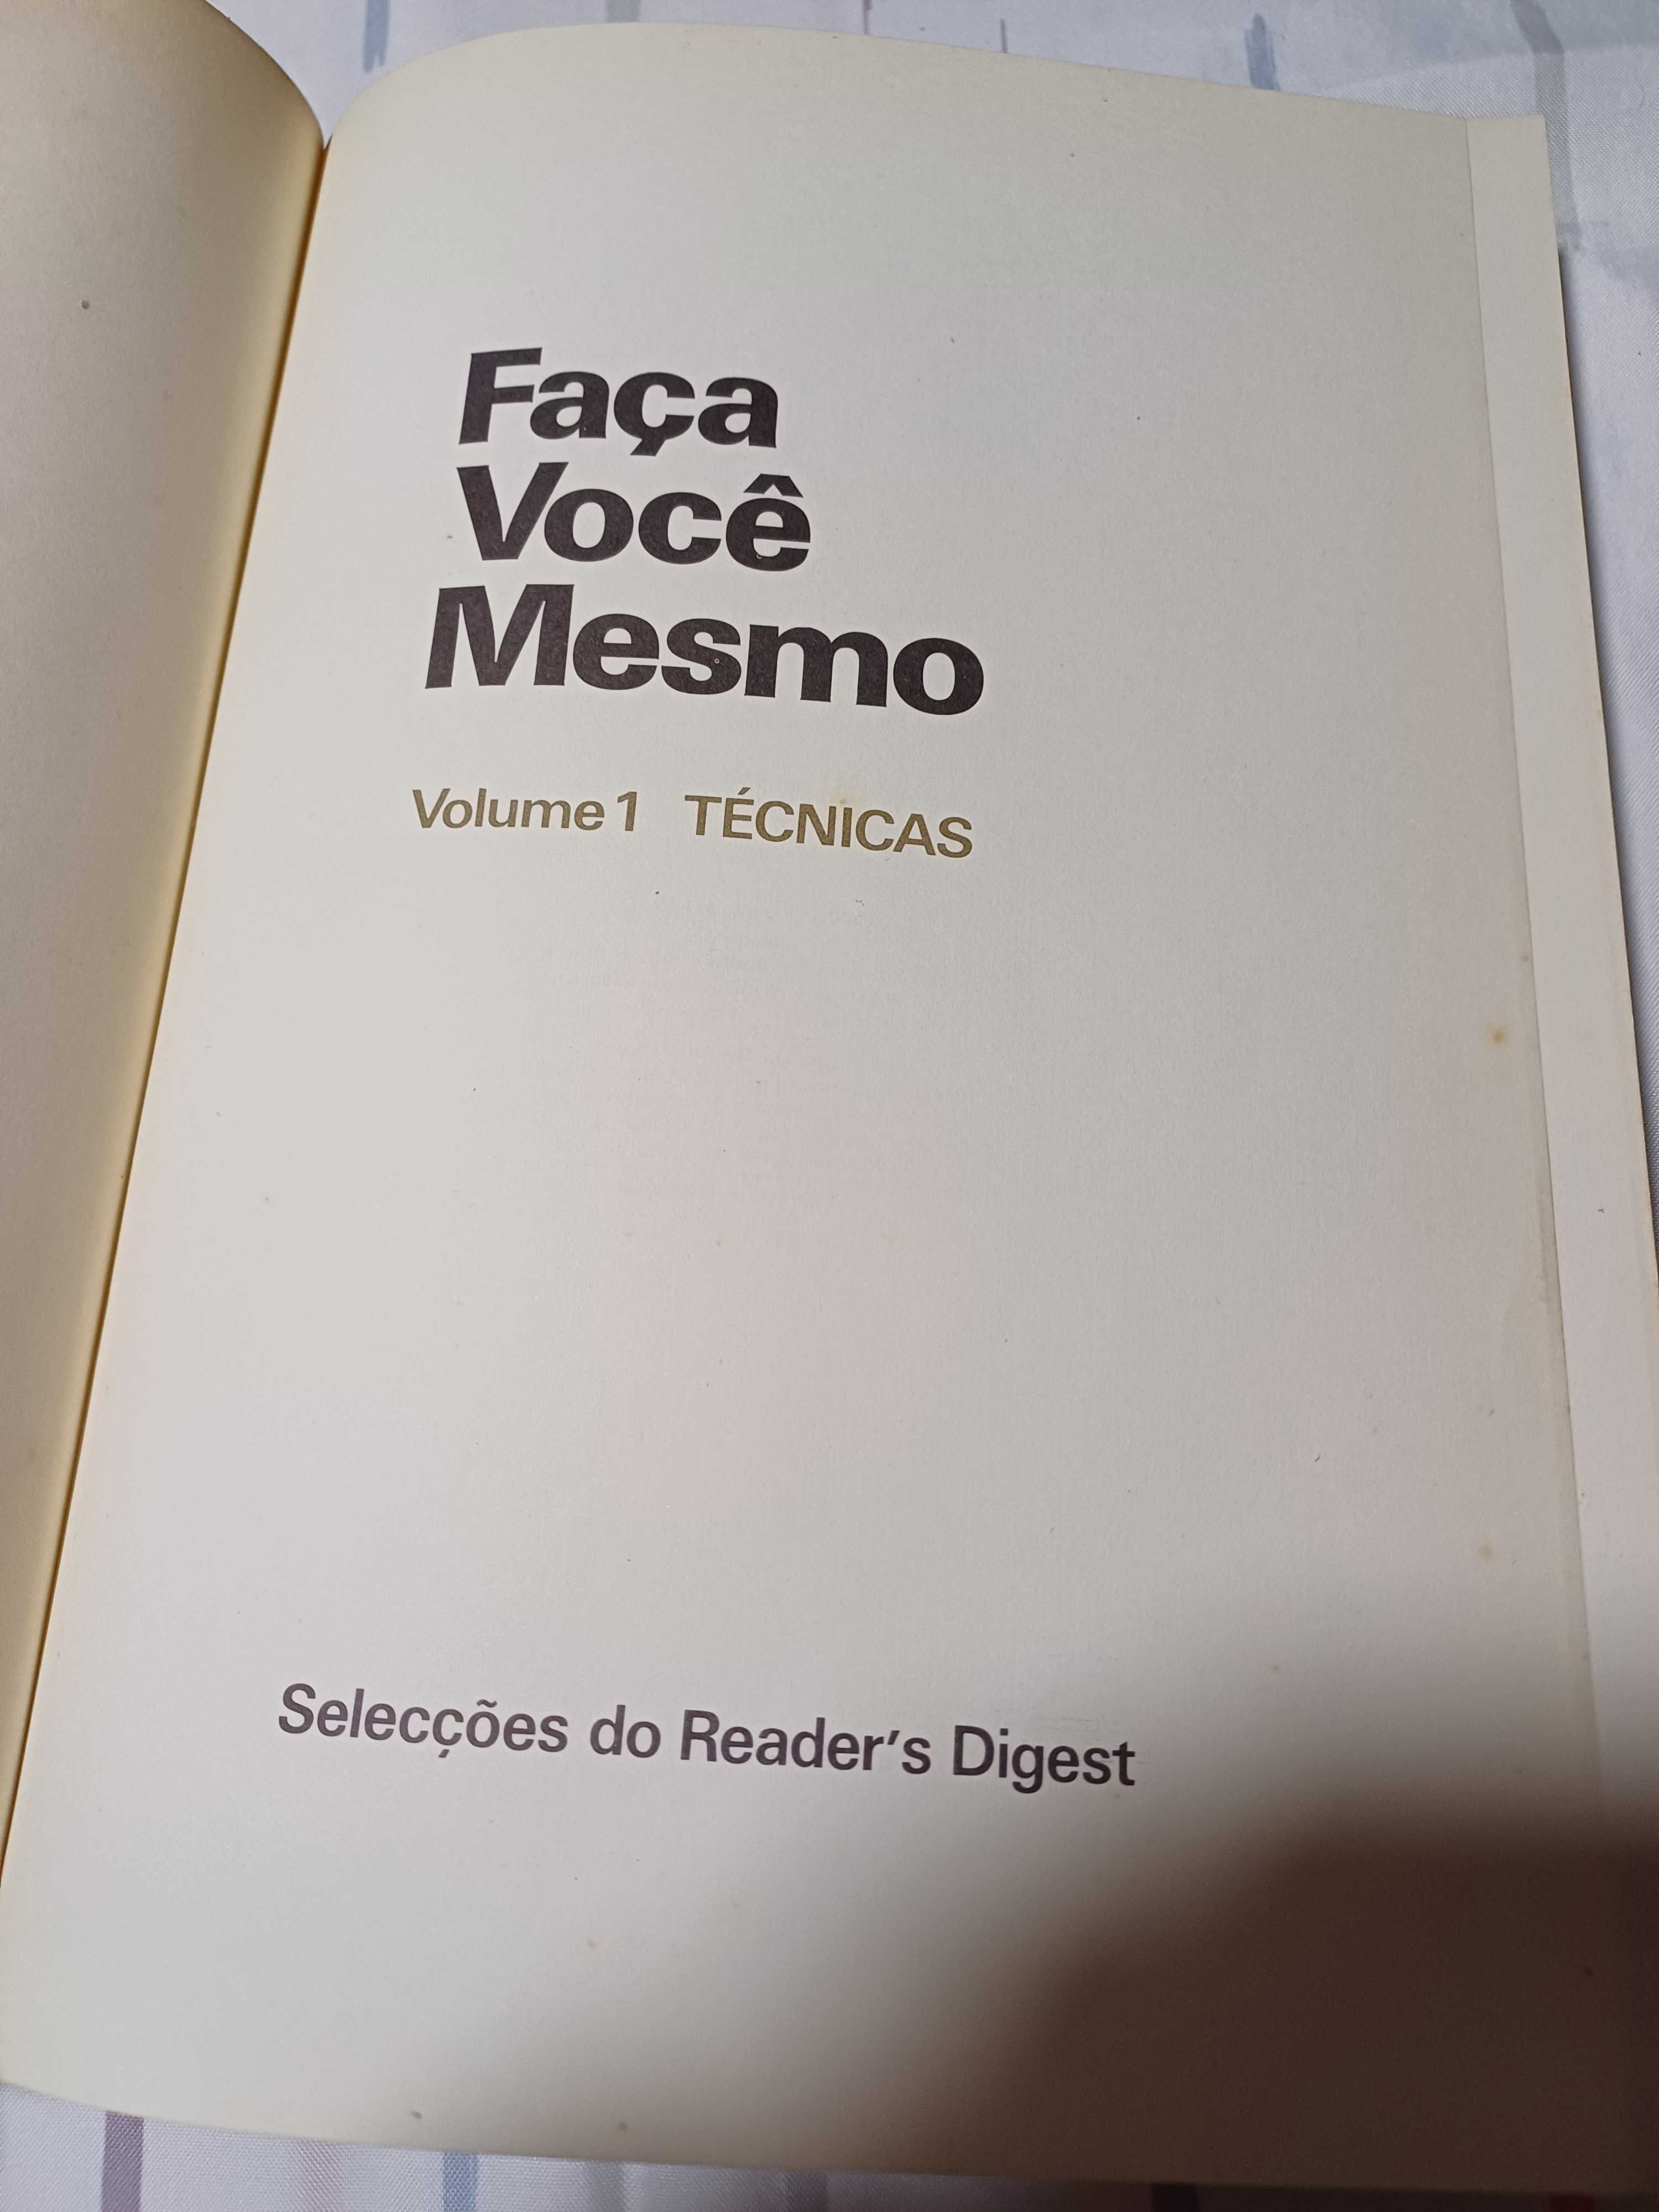 Faça
Você
Mesmo
Volume 1 TÉCNICAS
Selecções do Reader's Digest